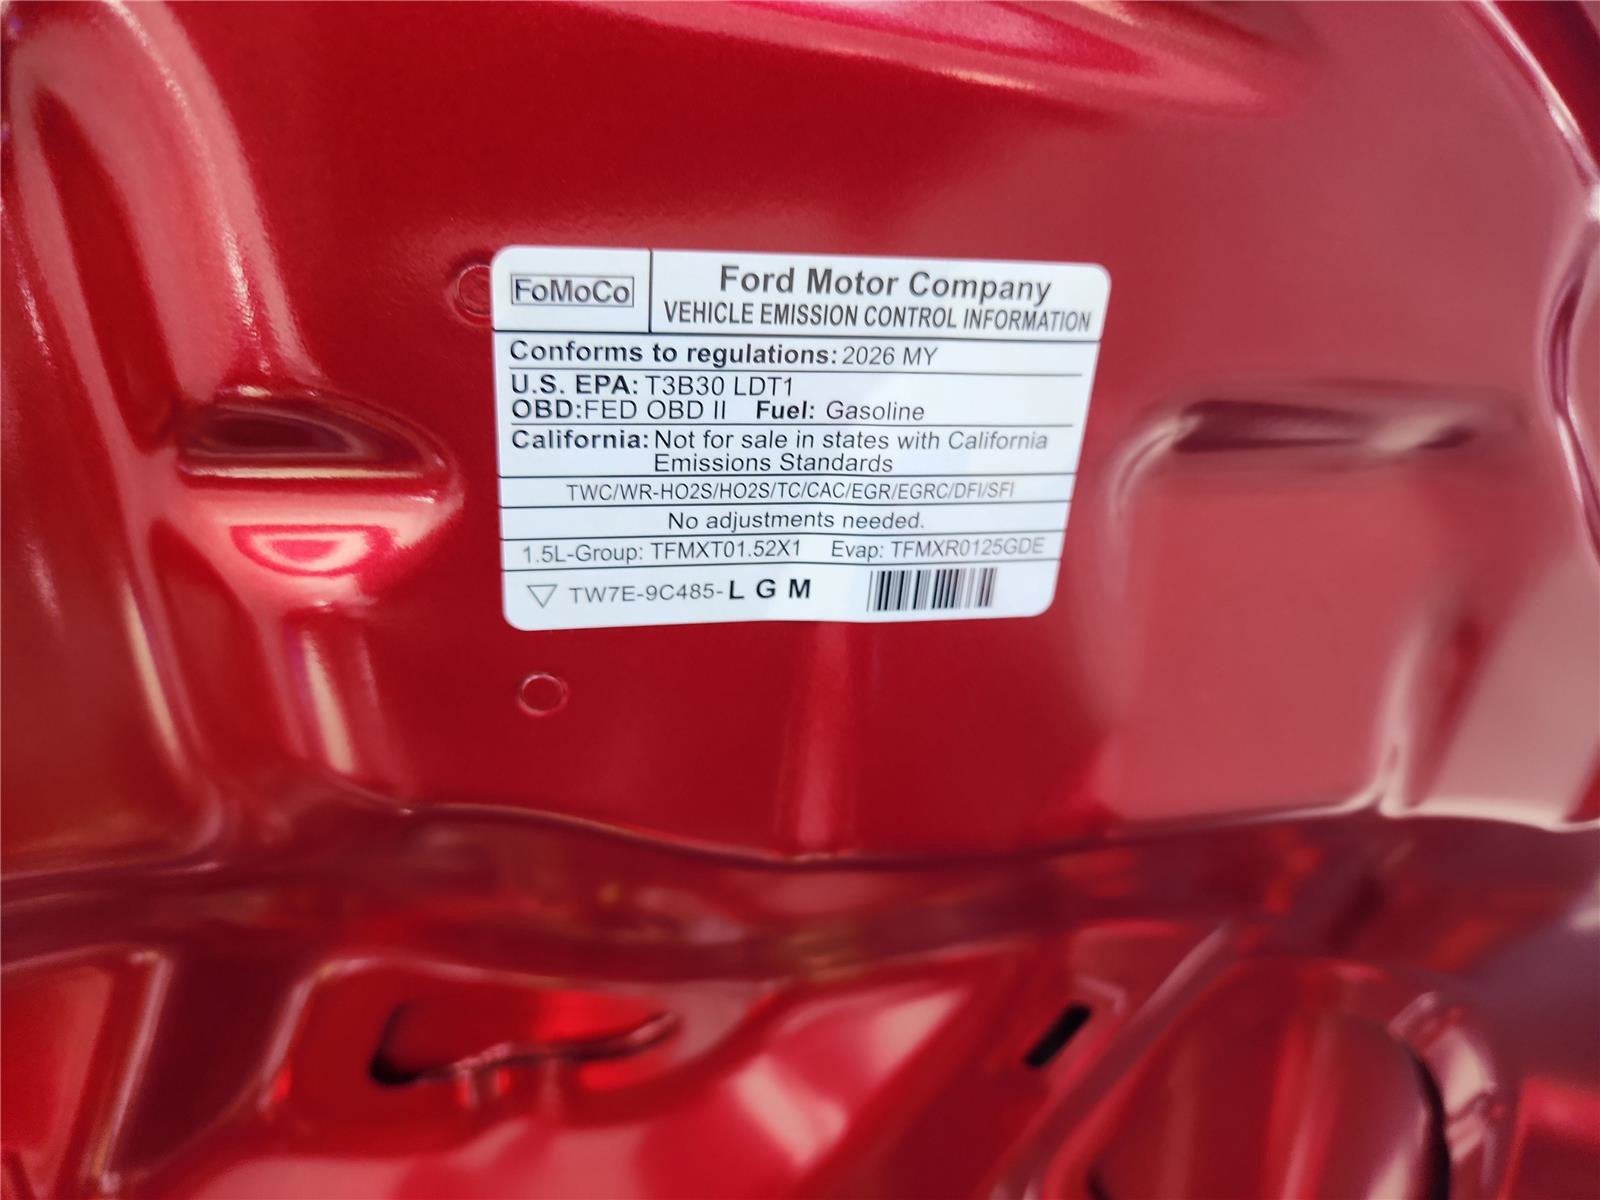 FoMoCo
Ford Motor Company
VEHICLE EMISSION CONTROL INFORMATION
Conforms to regulations: 2026 MY
U.S. EPA: T3B30 LDT1
OBD:FED OBD II Fuel: Gasoline
California: Not for sale in states with California
Emissions Standards
TWC/WR-HO2S/HO2S/TC/CAC/EGR/EGRC/DFI/SFI
No adjustments needed.
1.5L-Group: TFMXT01.52X1 Evap: TFMXR0125GDE
TW7E-9C485-L G M